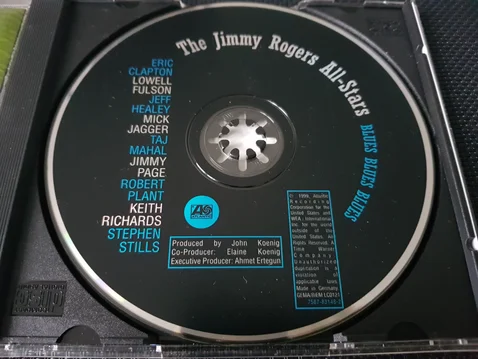 The Jimmy Rogers All-Stars
BLUES BLUES BLUES
ERIC
CLAPTON
LOWELL
FULSON
JEFF
HEALEY
MICK
JAGGER
TAJ
MAHAL
JIMMY
PAGE
ROBERT
PLANT
KEITH
RICHARDS
STEPHEN
STILLS
Produced by John Koenig
Co-Producer: Elaine Koenig
Executive Producer: Ahmet Ertegun
Recording
Corporation for the
United States and
International
Inc. for the world
outside of the
United States. All
Rights Reserved. A
Time Warner
Company.
Unauthorized
duplication is a
violation of
applicable laws.
Made in Germany